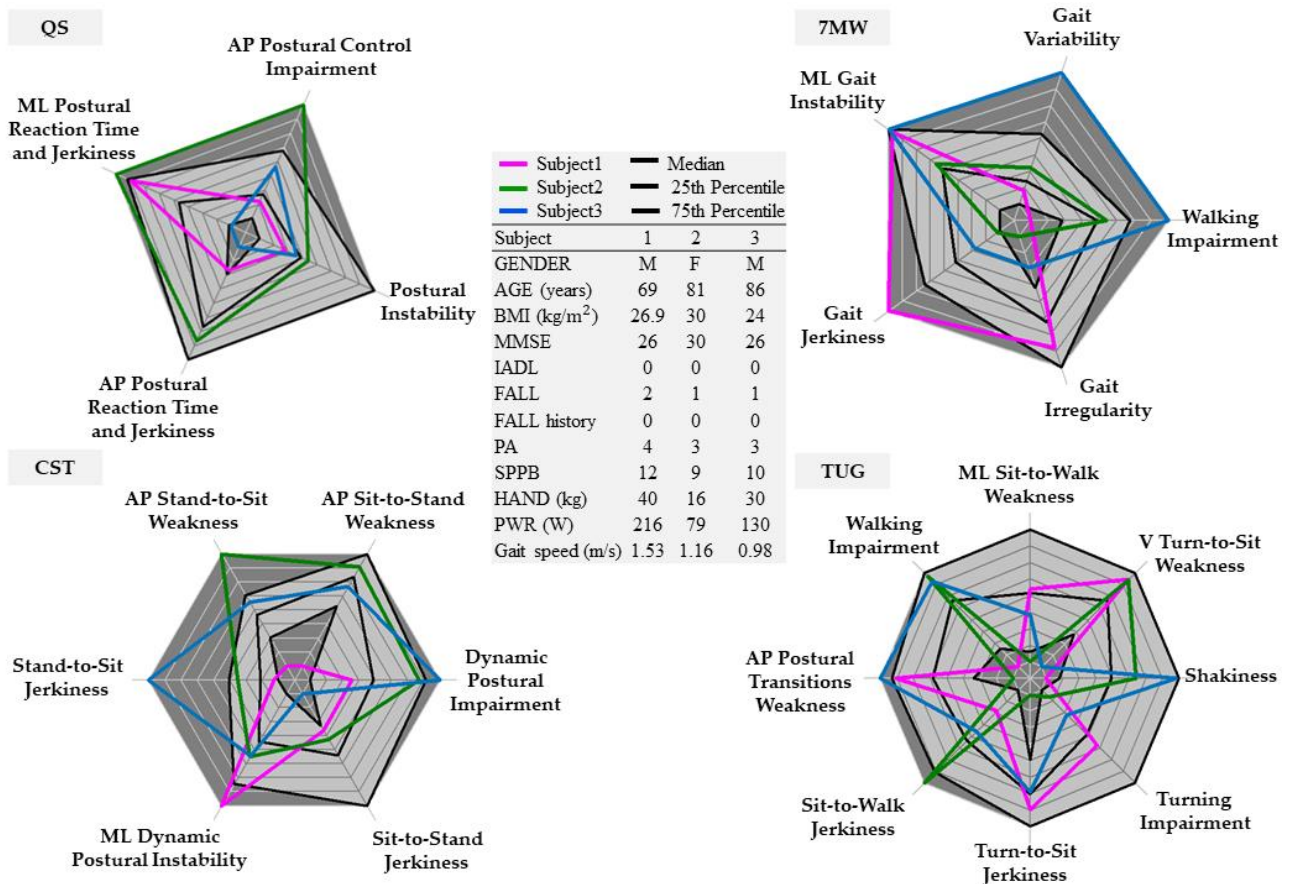 QS
AP Postural Control
Impairment
ML Postural
Reaction Time
and Jerkiness
Postural
Instability
AP Postural
Reaction Time
and Jerkiness
7MW
Gait
Variability
ML Gait
Instability
Walking
Impairment
Gait
Jerkiness
Gait
Irregularity
Subject1 Median
Subject2 25th Percentile
Subject3 75th Percentile
Subject 1 2 3
GENDER M F M
AGE (years) 69 81 86
BMI (kg/m²) 26.9 30 24
MMSE 26 30 26
IADL 0 0 0
FALL 2 1 1
FALL history 0 0 0
PA 4 3 3
SPPB 12 9 10
HAND (kg) 40 16 30
PWR (W) 216 79 130
Gait speed (m/s) 1.53 1.16 0.98
CST
AP Stand-to-Sit
Weakness
AP Sit-to-Stand
Weakness
Stand-to-Sit
Jerkiness
Dynamic
Postural
Impairment
ML Dynamic
Postural Instability
Sit-to-Stand
Jerkiness
TUG
ML Sit-to-Walk
Weakness
Walking
Impairment
V Turn-to-Sit
Weakness
AP Postural
Transitions
Weakness
Shakiness
Sit-to-Walk
Jerkiness
Turning
Impairment
Turn-to-Sit
Jerkiness